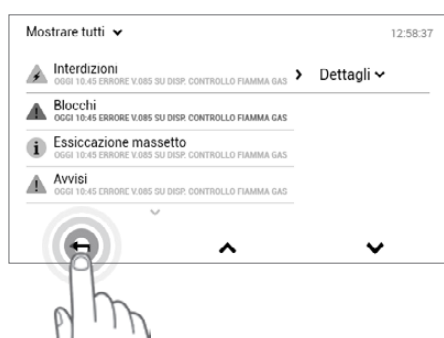 Mostrare tutti
12:58:37
Interdizioni
OGGI 10:45 ERRORE V.085 SU DISP. CONTROLLO FIAMMA GAS
Dettagli
Blocchi
OGGI 10:45 ERRORE V.085 SU DISP. CONTROLLO FIAMMA GAS
Essiccazione massetto
OGGI 10:45 ERRORE V.085 SU DISP. CONTROLLO FIAMMA GAS
Avvisi
OGGI 10:45 ERRORE V.085 SU DISP. CONTROLLO FIAMMA GAS